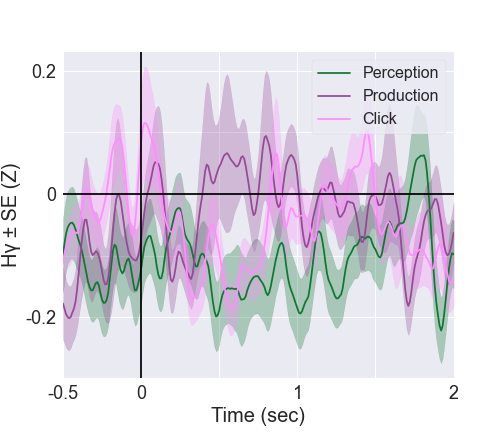 Perception
Production
Click
0.2
0
-0.2
Hγ ± SE (Z)
-0.5
0
1
2
Time (sec)